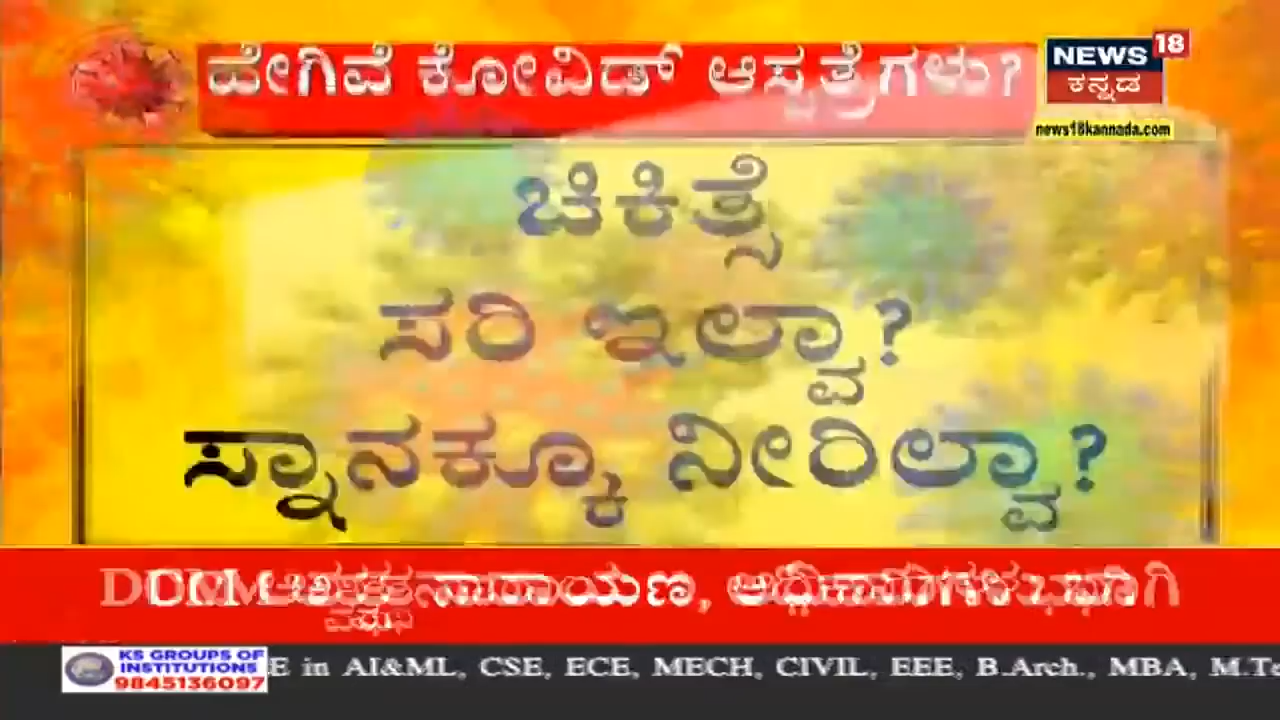 ಹೇಗಿವೆ ಕೋವಿಡ್ ಆಸ್ಪತ್ರೆಗಳು?
NEWS 18
ಕನ್ನಡ
news18kannada.com
ಚಿಕಿತ್ಸೆ
ಸರಿ ಇಲ್ವಾ?
ಸ್ನಾನಕ್ಕೂ ನೀರಿಲ್ವಾ?
DCM
KS GROUPS OF
INSTITUTIONS
9845136097
in AI&ML, CSE, ECE, MECH, CIVIL, EEE, B.Arch., MBA,